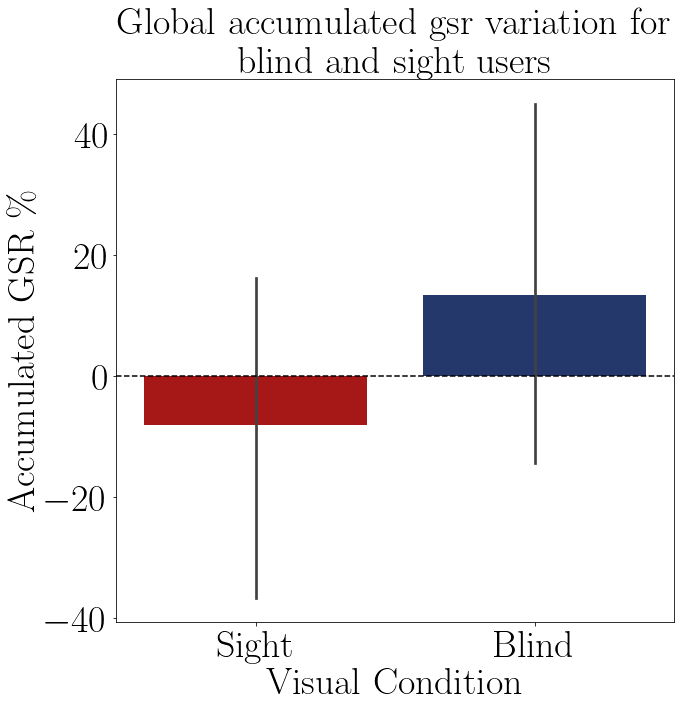 Global accumulated gsr variation for
blind and sight users
Accumulated GSR %
40
20
0
−20
−40
Sight
Blind
Visual Condition